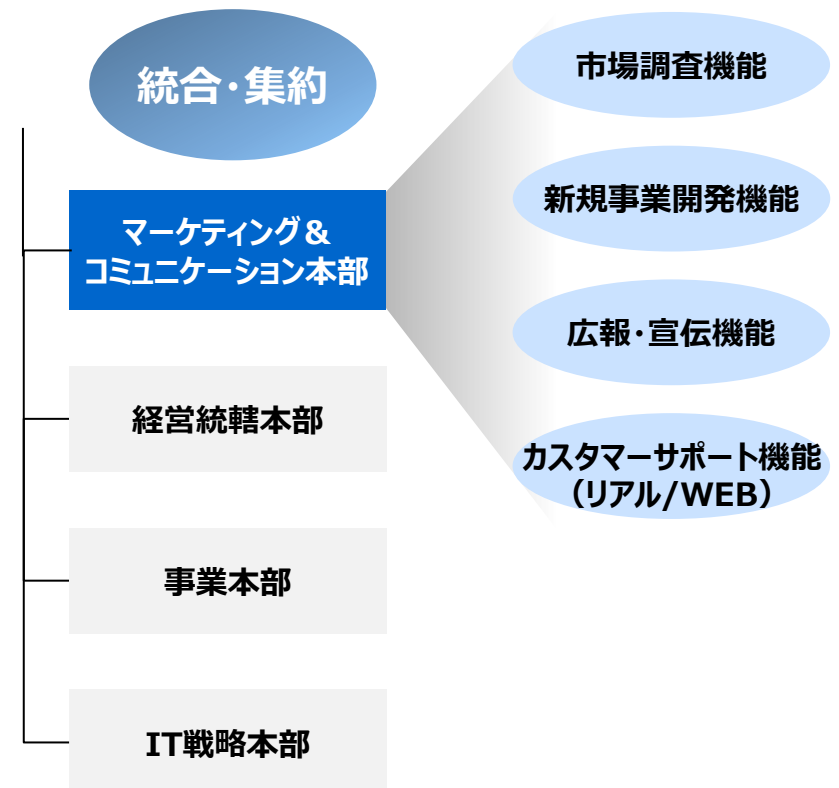 統合・集約
マーケティング＆
コミュニケーション本部
経営統轄本部
事業本部
IT戦略本部
市場調査機能
新規事業開発機能
広報・宣伝機能
カスタマーサポート機能
（リアル/WEB）